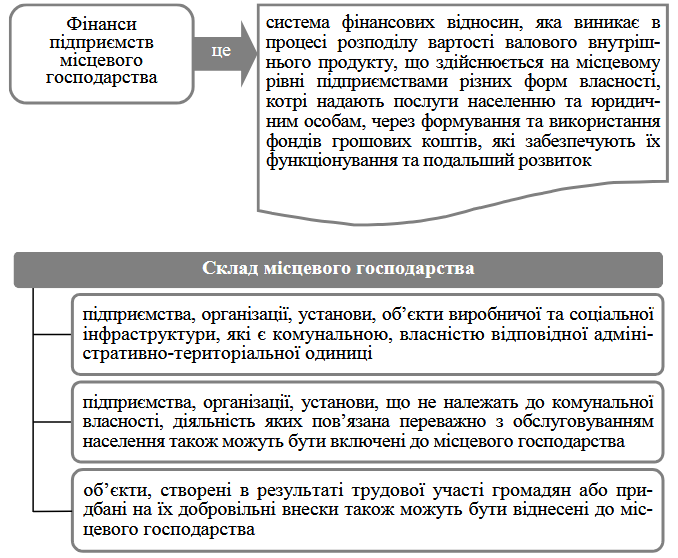 Фінанси
підприємств
місцевого
господарства
це
система фінансових відносин, яка виникає в
процесі розподілу вартості валового внутріш-
нього продукту, що здійснюється на місцевому
рівні підприємствами різних форм власності,
котрі надають послуги населенню та юридич-
ним особам, через формування та використання
фондів грошових коштів, які забезпечують їх
функціонування та подальший розвиток
Склад місцевого господарства
підприємства, організації, установи, об’єкти виробничої та соціальної
інфраструктури, які є комунальною, власністю відповідної адміні-
стративно-територіальної одиниці
підприємства, організації, установи, що не належать до комунальної
власності, діяльність яких пов’язана переважно з обслуговуванням
населення також можуть бути включені до місцевого господарства
об’єкти, створені в результаті трудової участі громадян або при-
дбані на їх добровільні внески також можуть бути віднесені до міс-
цевого господарства